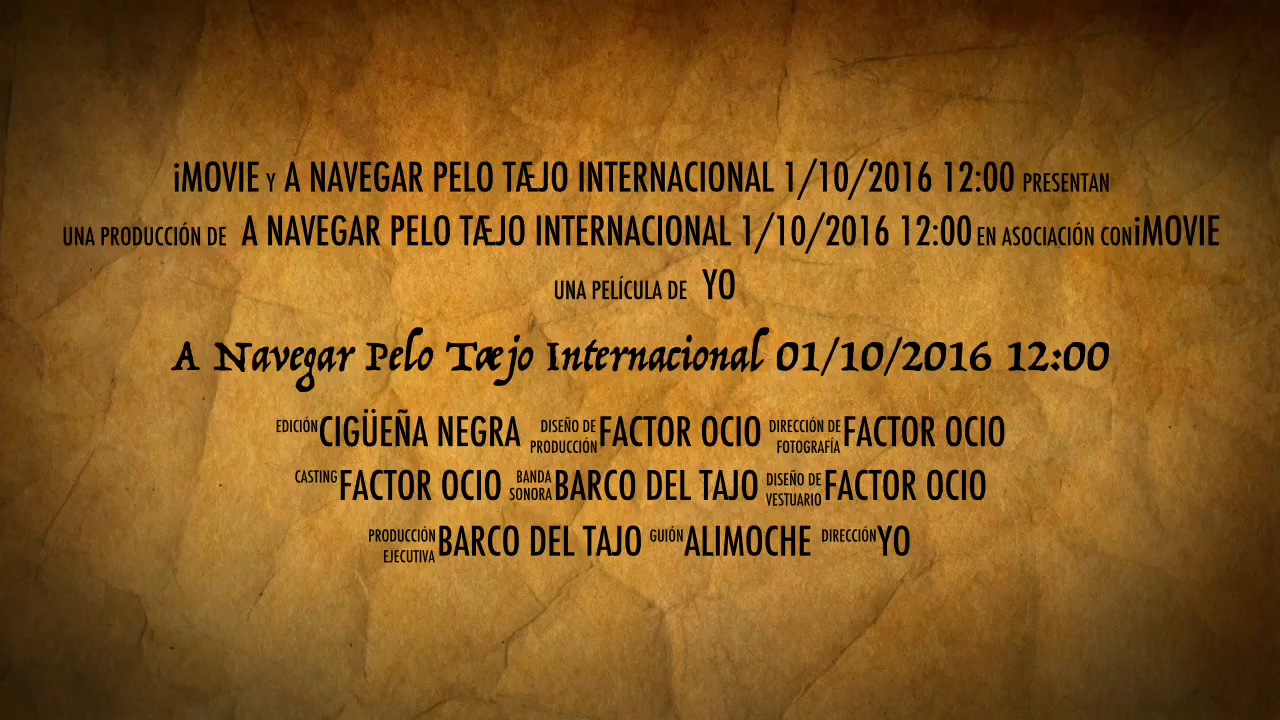 iMOVIE Y A NAVEGAR PELO TÆJO INTERNACIONAL 1/10/2016 12:00 PRESENTAN
UNA PRODUCCIÓN DE A NAVEGAR PELO TÆJO INTERNACIONAL 1/10/2016 12:00 EN ASOCIACIÓN CON iMOVIE
UNA PELÍCULA DE YO
A Navegar Pelo Tæjo Internacional 01/10/2016 12:00
EDICIÓN CIGÜEÑA NEGRA DISEÑO DE PRODUCCIÓN FACTOR OCIO DIRECCIÓN DE FOTOGRAFÍA FACTOR OCIO
CASTING FACTOR OCIO BANDA SONORA BARCO DEL TAJO DISEÑO DE VESTUARIO FACTOR OCIO
PRODUCCIÓN EJECUTIVA BARCO DEL TAJO GUIÓN ALIMOCHE DIRECCIÓN YO